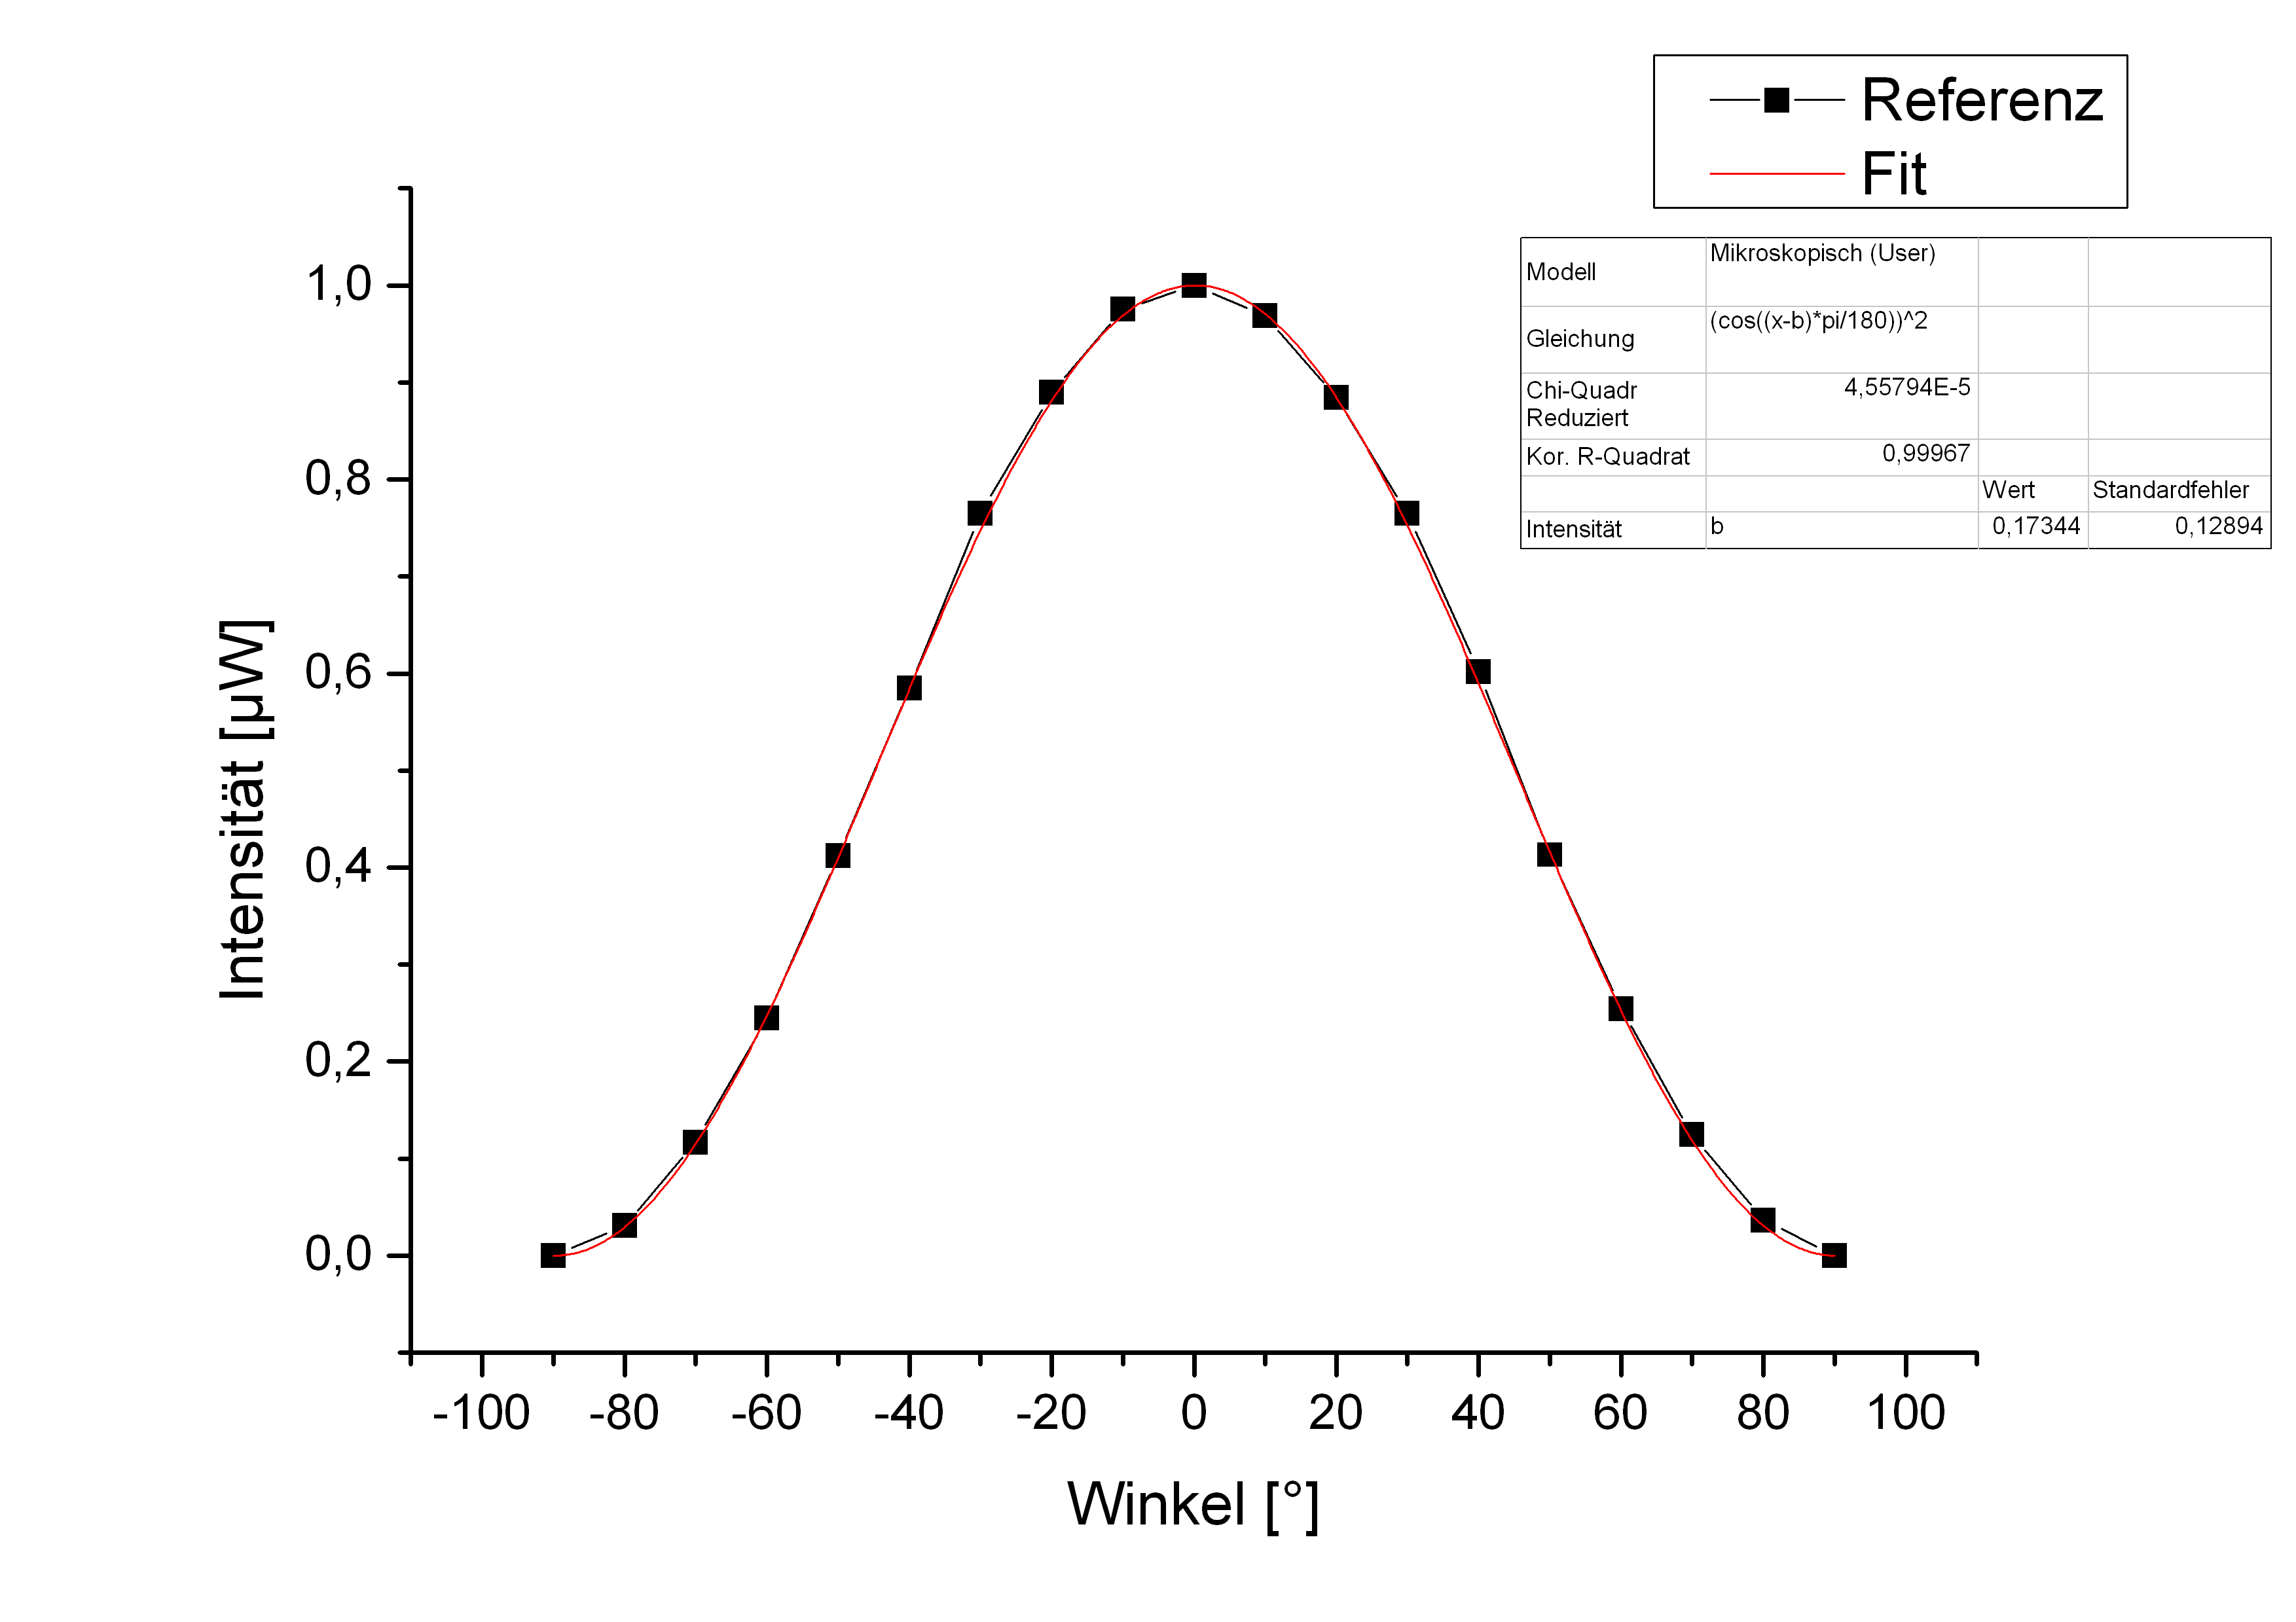 Referenz
Fit
Modell	Mikroskopisch (User)
Gleichung	(cos((x-b)*pi/180))^2
Chi-Quadr Reduziert	4,55794E-5
Kor. R-Quadrat	0,99967
Wert	Standardfehler
Intensität	b	0,17344	0,12894
Intensität [µW]
1,0
0,8
0,6
0,4
0,2
0,0
-100 -80 -60 -40 -20 0 20 40 60 80 100
Winkel [°]